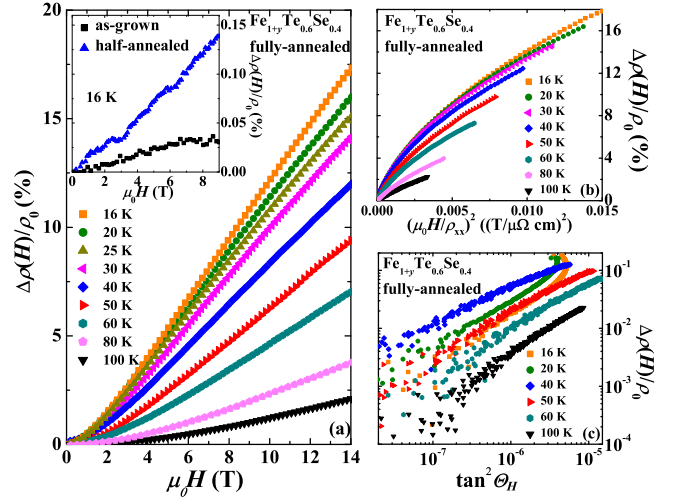 Fe1+yTe0.6Se0.4
fully-annealed
as-grown
half-annealed
16 K
0.15
0.10
0.05
0.00
Δρ(H)/ρ0 (%)
0 3 6 9
μ0H (T)
20
15
10
5
0
Δρ(H)/ρ0 (%)
16 K
20 K
25 K
30 K
40 K
50 K
60 K
80 K
100 K
(a)
0 2 4 6 8 10 12 14
μ0H (T)
Fe1+yTe0.6Se0.4
fully-annealed
16
12
8
4
0
Δρ(H)/ρ0 (%)
16 K
20 K
30 K
40 K
50 K
60 K
80 K
100 K
(b)
0.000 0.005 0.010 0.015
(μ0H/ρxx)2 ((T/μΩ cm)2
Fe1+yTe0.6Se0.4
fully-annealed
10-1
10-2
10-3
10-4
Δρ(H)/ρ0
16 K
20 K
40 K
50 K
60 K
100 K
(c)
10-7 10-6 10-5
tan2 ΘH